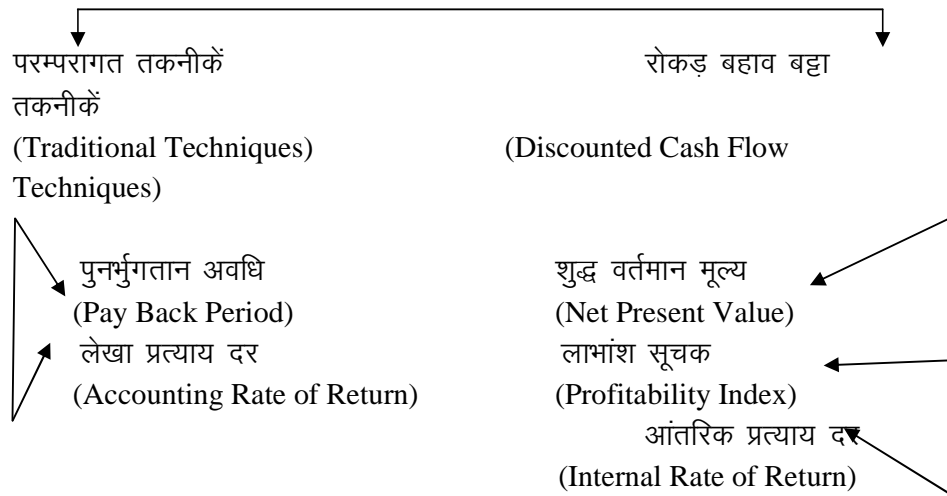 परम्परागत तकनीकें रोकड़ बहाव बट्टा
तकनीकें
(Traditional Techniques) (Discounted Cash Flow
Techniques)
पुनर्भुगतान अवधि शुद्ध वर्तमान मूल्य
(Pay Back Period) (Net Present Value)
लेखा प्रत्याय दर लाभांश सूचक
(Accounting Rate of Return) (Profitability Index)
आंतरिक प्रत्याय दर
(Internal Rate of Return)